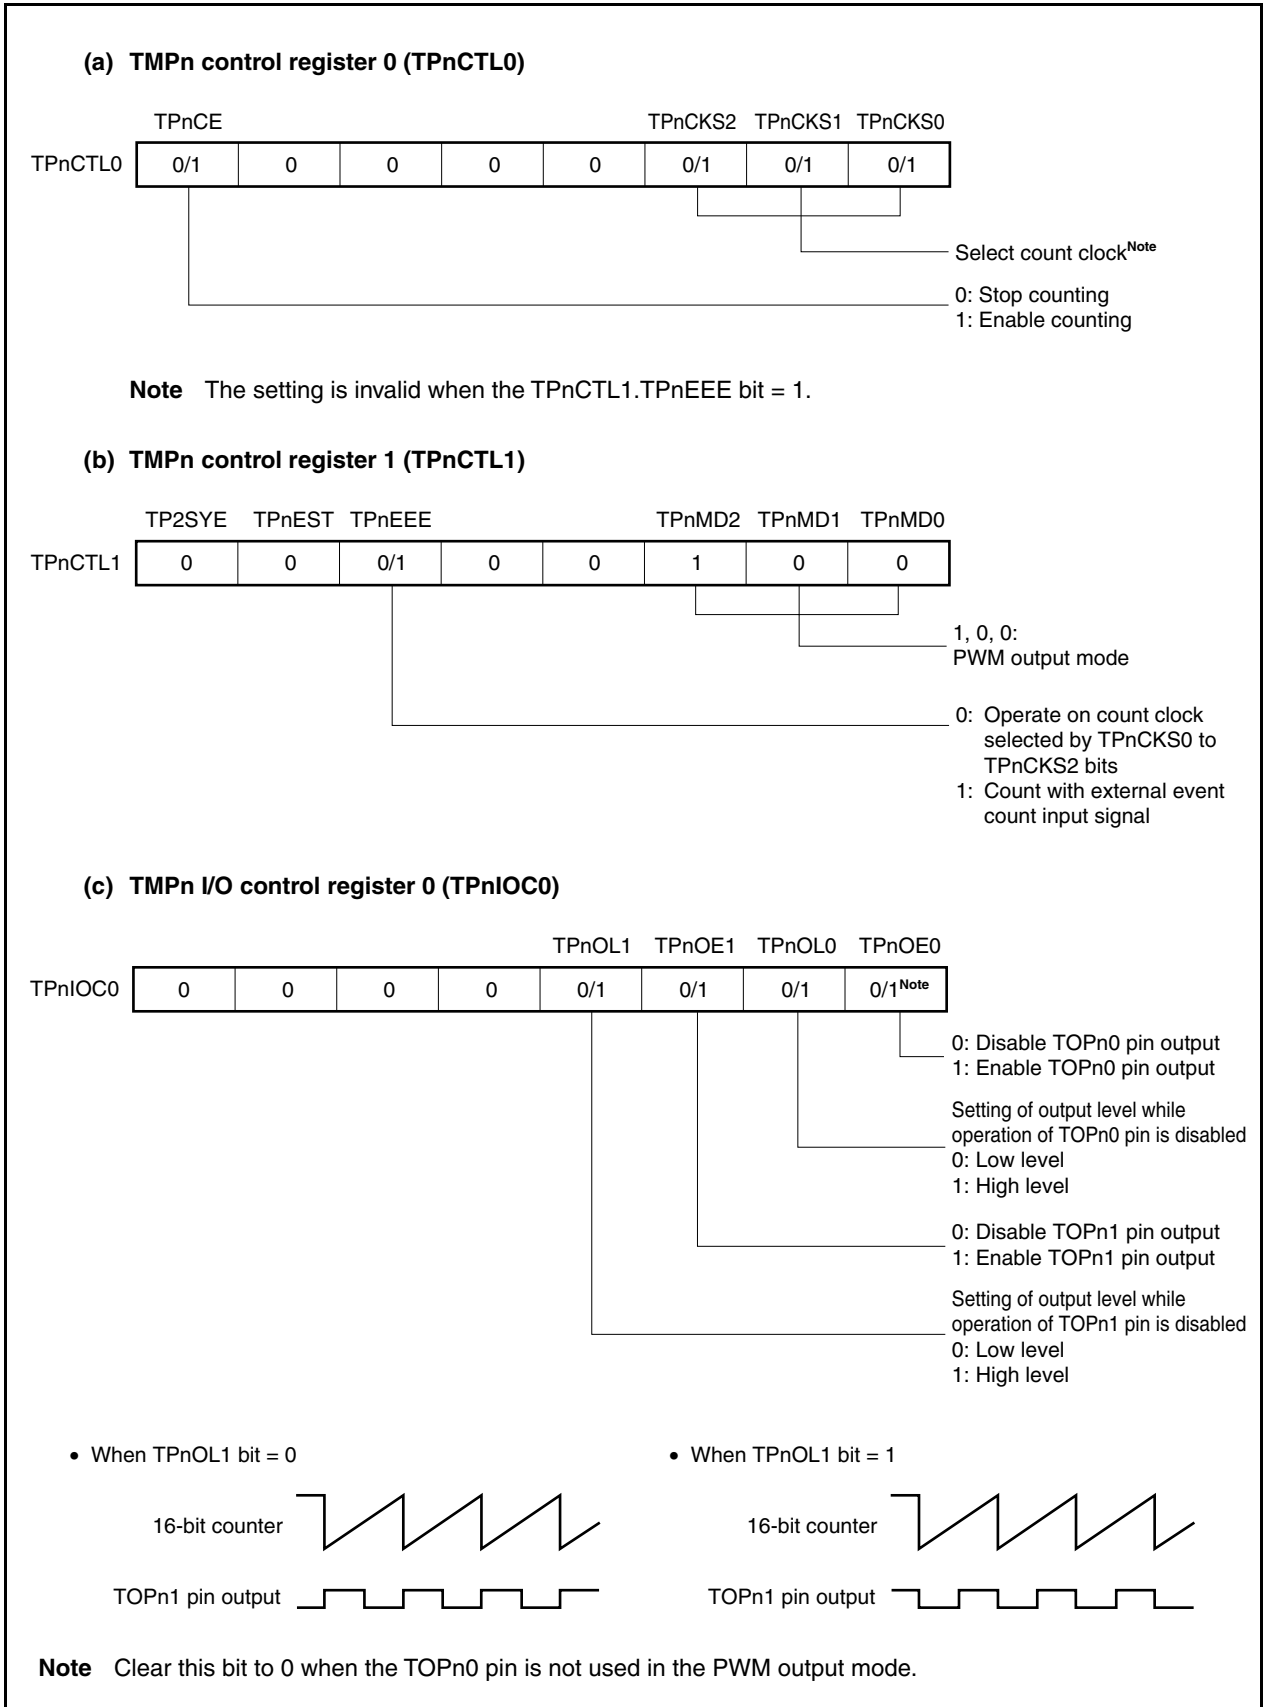 (a) TMPn control register 0 (TPnCTL0)
TPnCE TPnCKS2 TPnCKS1 TPnCKS0
TPnCTL0 0/1 0 0 0 0 0/1 0/1 0/1
Select count clockNote
0: Stop counting
1: Enable counting
Note The setting is invalid when the TPnCTL1.TPnEEE bit = 1.
(b) TMPn control register 1 (TPnCTL1)
TP2SYE TPnEST TPnEEE TPnMD2 TPnMD1 TPnMD0
TPnCTL1 0 0 0/1 0 0 1 0 0
1, 0, 0:
PWM output mode
0: Operate on count clock
selected by TPnCKS0 to
TPnCKS2 bits
1: Count with external event
count input signal
(c) TMPn I/O control register 0 (TPnIOC0)
TPnOL1 TPnOE1 TPnOL0 TPnOE0
TPnIOC0 0 0 0 0 0/1 0/1 0/1 0/1Note
0: Disable TOPn0 pin output
1: Enable TOPn0 pin output
Setting of output level while
operation of TOPn0 pin is disabled
0: Low level
1: High level
0: Disable TOPn1 pin output
1: Enable TOPn1 pin output
Setting of output level while
operation of TOPn1 pin is disabled
0: Low level
1: High level
• When TPnOL1 bit = 0
16-bit counter
TOPn1 pin output
• When TPnOL1 bit = 1
16-bit counter
TOPn1 pin output
Note Clear this bit to 0 when the TOPn0 pin is not used in the PWM output mode.